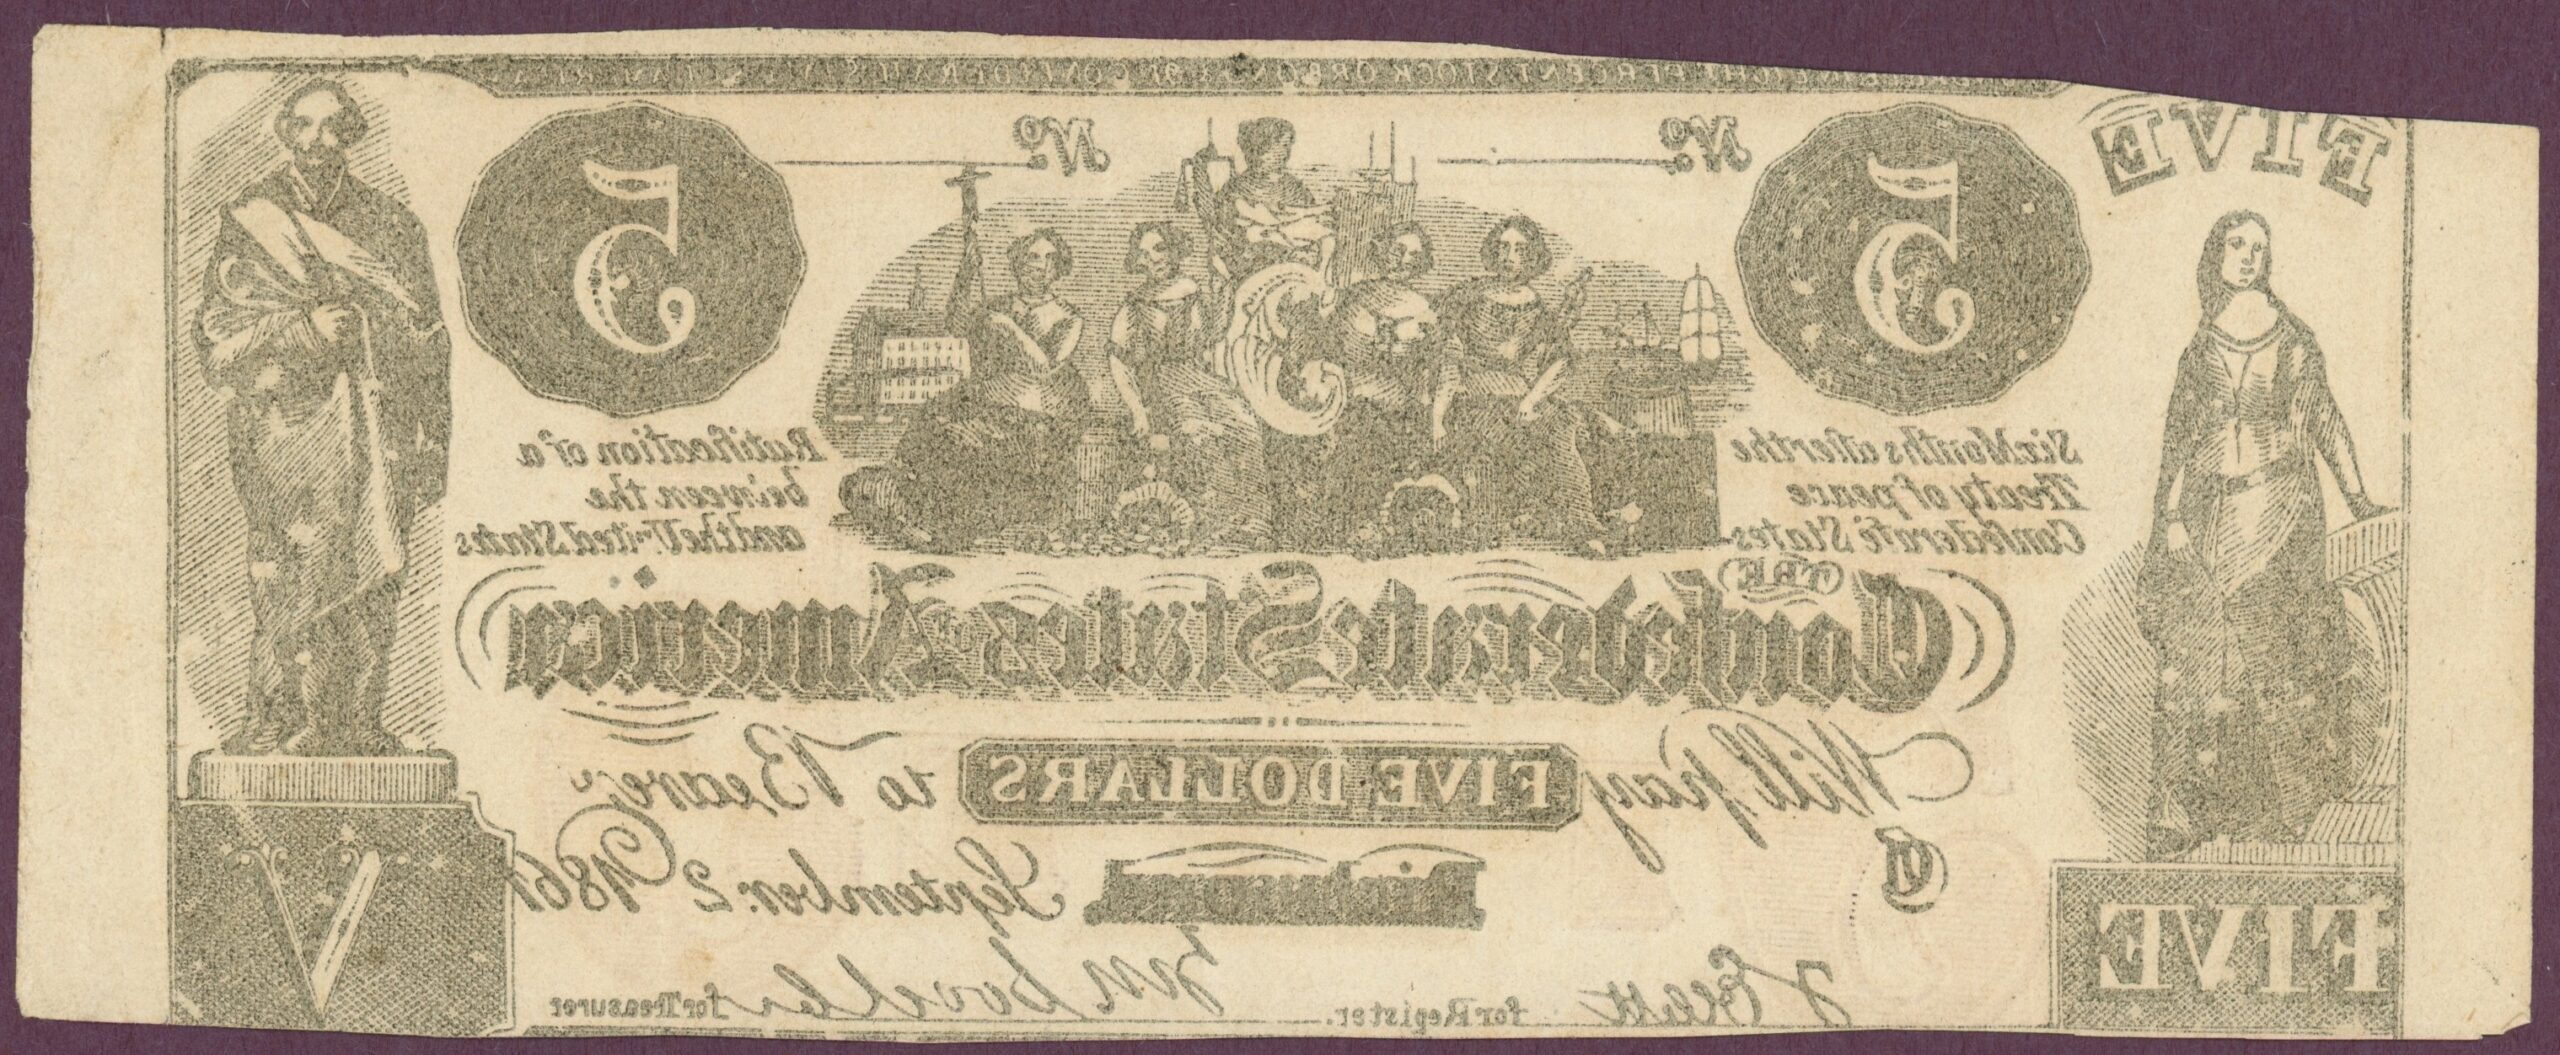 FIVE
No.
No.
5
5
Six Months after the
Ratification of a
Treaty of peace
between the
Confederate States
and the United States
THE
Confederate States of America
Will pay FIVE DOLLARS to Bearer
Richmond September. 2 1861
for Register.
for Treasurer
FIVE
V